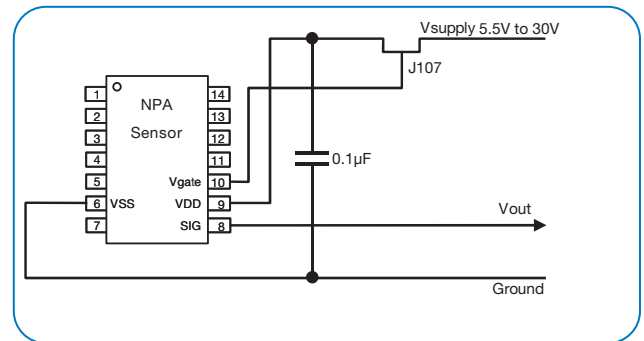 Vsupply 5.5V to 30V
J107
NPA
Sensor
1
2
3
4
5
6
7
14
13
12
11
10
9
8
Vgate
VSS
VDD
SIG
0.1µF
Vout
Ground